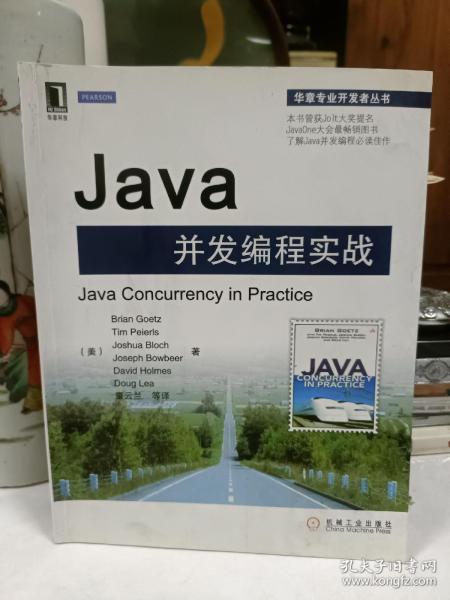 华章科技
PEARSON
华章专业开发者丛书
本书曾获Jolt大奖提名
JavaOne大会最畅销图书
了解Java并发编程必读佳作
Java
并发编程实战
Java Concurrency in Practice
Brian Goetz
Tim Peierls
(美) Joshua Bloch 著
Joseph Bowbeer
David Holmes
Doug Lea
童云兰 等译
BRIAN GOETZ
JAVA
CONCURRENCY
IN PRACTICE
机械工业出版社
China Machine Press
孔夫子旧书网
www.kongfz.com